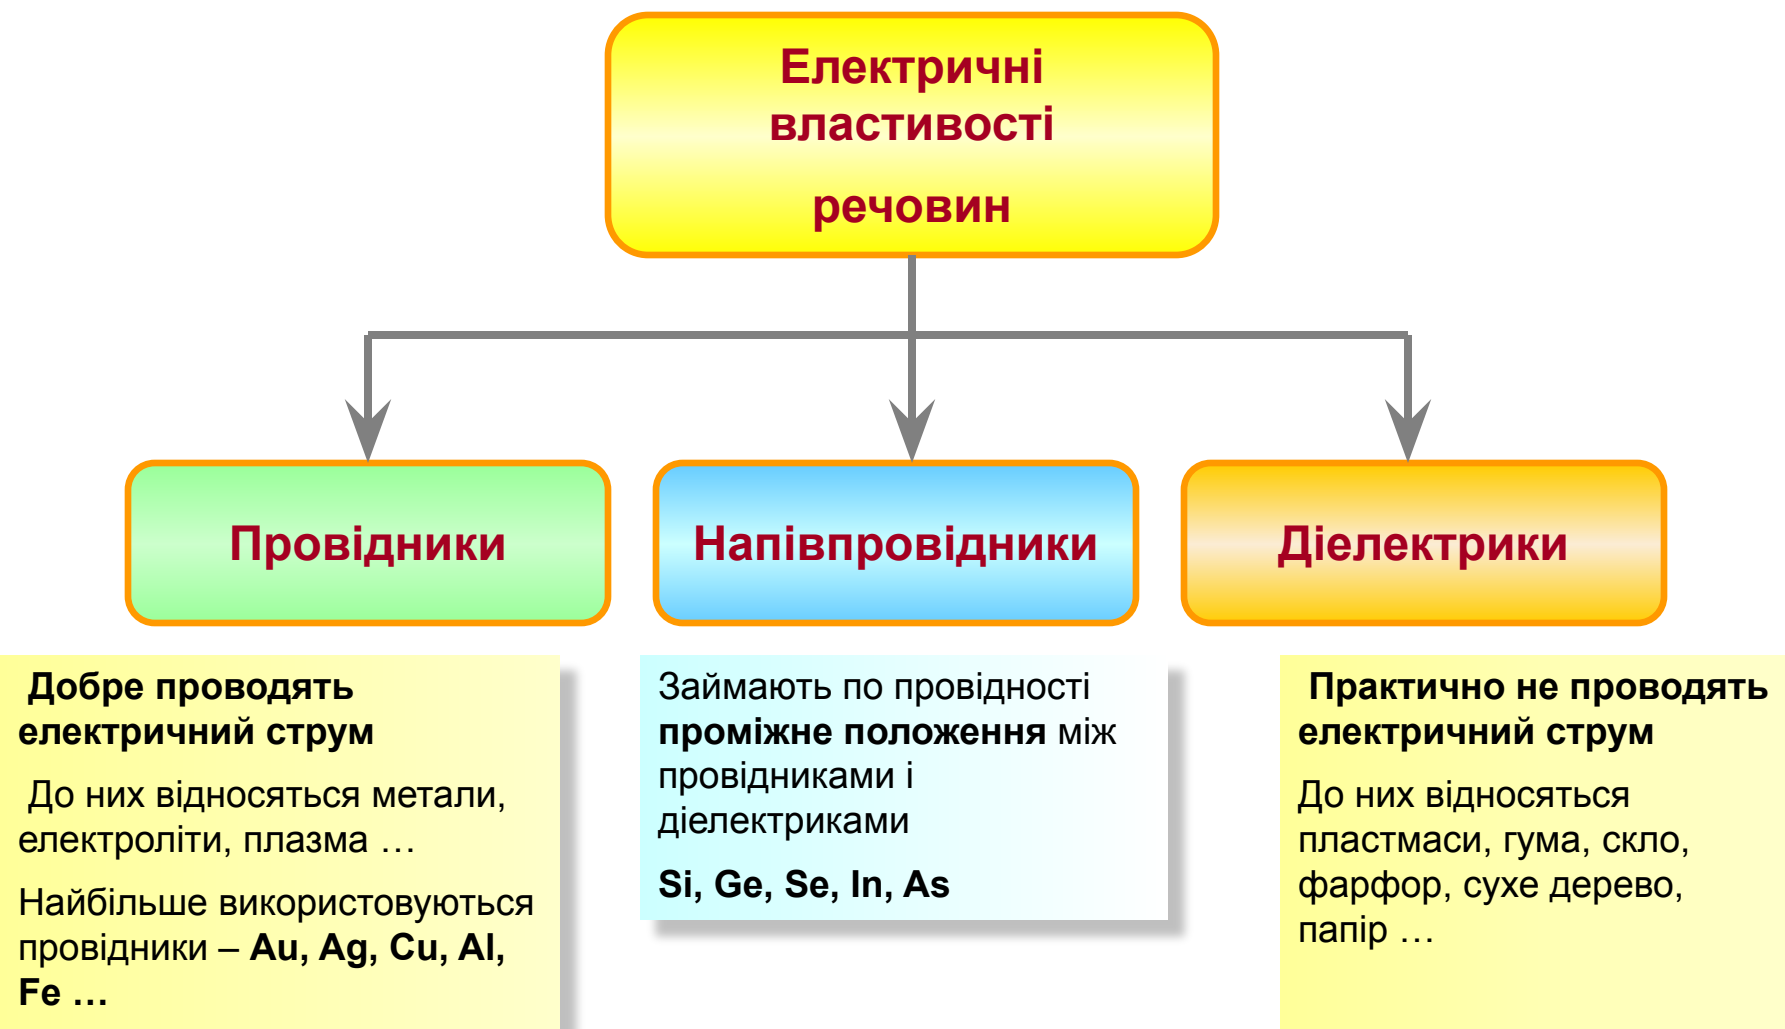 Електричні
властивості
речовин
Провідники
Напівпровідники
Діелектрики
Добре проводять
електричний струм
До них відносяться метали,
електроліти, плазма …
Найбільше використовуються
провідники – Au, Ag, Cu, Al,
Fe …
Займають по провідності
проміжне положення між
провідниками і
діелектриками
Si, Ge, Se, In, As
Практично не проводять
електричний струм
До них відносяться
пластмаси, гума, скло,
фарфор, сухе дерево,
папір …